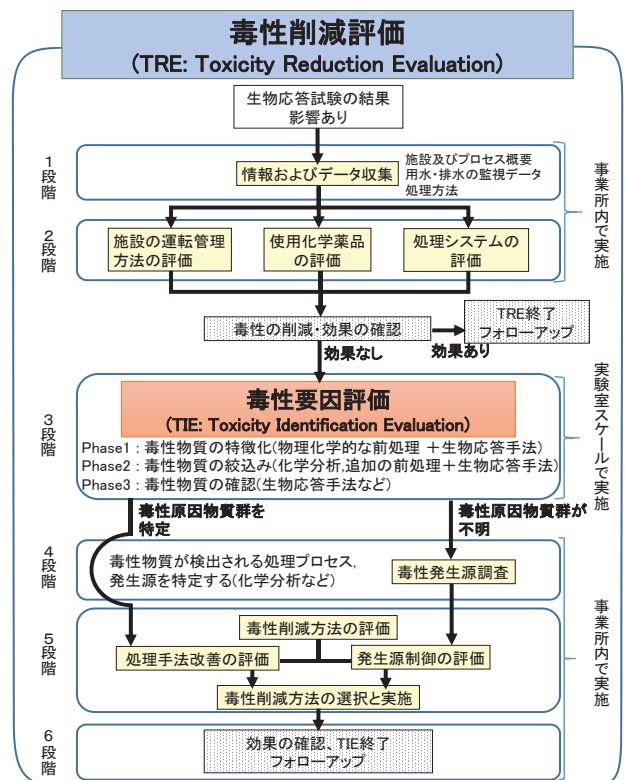 毒性削減評価
(TRE: Toxicity Reduction Evaluation)
生物応答試験の結果
影響あり
1段階
情報およびデータ収集
施設及びプロセス概要
用水・排水の監視データ
処理方法
事業所内で実施
2段階
施設の運転管理
方法の評価
使用化学薬品
の評価
処理システムの
評価
毒性の削減・効果の確認
TRE終了
フォローアップ
効果なし
効果あり
3段階
毒性要因評価
(TIE: Toxicity Identification Evaluation)
Phase1：毒性物質の特徴化(物理化学的な前処理 ＋生物応答手法)
Phase2：毒性物質の絞込み(化学分析,追加の前処理＋生物応答手法)
Phase3：毒性物質の確認(生物応答手法など)
実験室スケールで実施
毒性原因物質群を
特定
毒性原因物質群が
不明
4段階
毒性物質が検出される処理プロセス,
発生源を特定する(化学分析など)
毒性発生源調査
5段階
毒性削減方法の評価
処理手法改善の評価
発生源制御の評価
毒性削減方法の選択と実施
事業所内で実施
6段階
効果の確認、TIE終了
フォローアップ